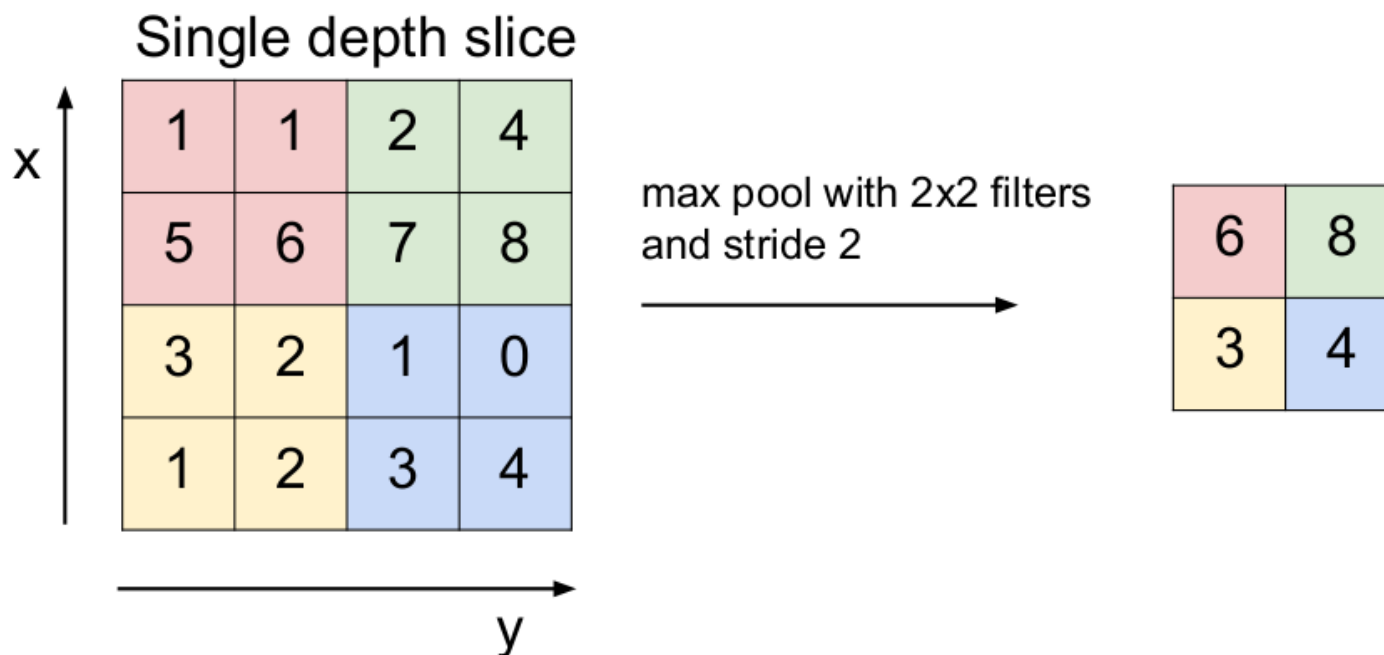 Single depth slice
x
1 1 2 4
5 6 7 8
3 2 1 0
1 2 3 4
y
max pool with 2x2 filters
and stride 2
6 8
3 4